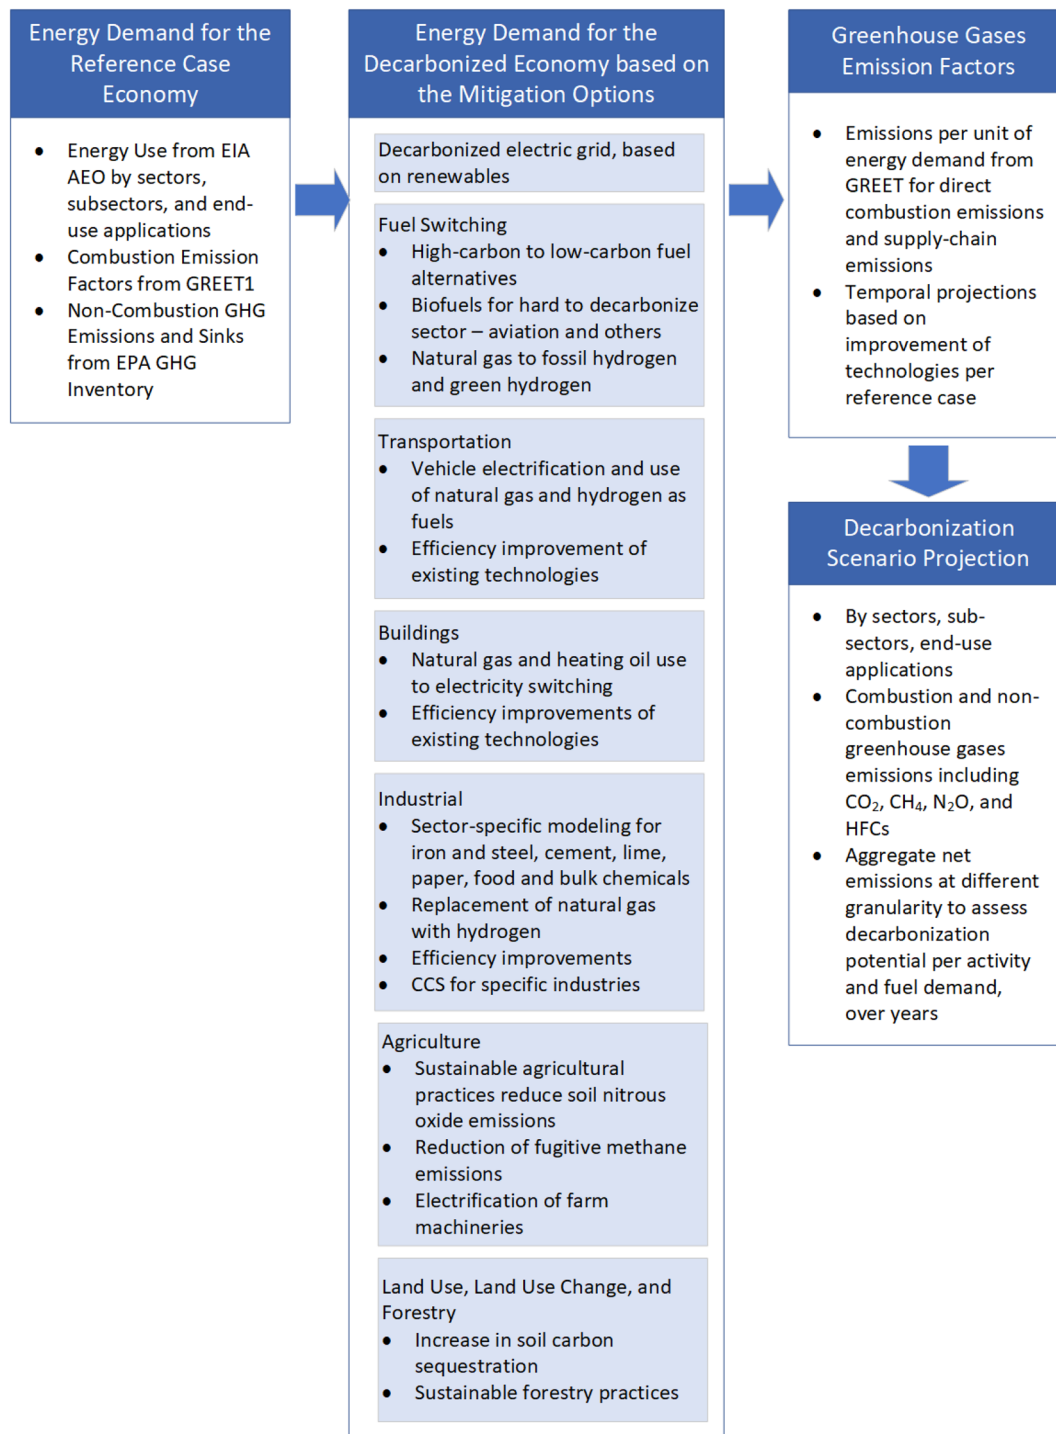 Energy Demand for the
Reference Case
Economy
● Energy Use from EIA
AEO by sectors,
subsectors, and end-
use applications
● Combustion Emission
Factors from GREET1
● Non-Combustion GHG
Emissions and Sinks
from EPA GHG
Inventory
Energy Demand for the
Decarbonized Economy based on
the Mitigation Options
Decarbonized electric grid, based
on renewables
Fuel Switching
● High-carbon to low-carbon fuel
alternatives
● Biofuels for hard to decarbonize
sector – aviation and others
● Natural gas to fossil hydrogen
and green hydrogen
Transportation
● Vehicle electrification and use
of natural gas and hydrogen as
fuels
● Efficiency improvement of
existing technologies
Buildings
● Natural gas and heating oil use
to electricity switching
● Efficiency improvements of
existing technologies
Industrial
● Sector-specific modeling for
iron and steel, cement, lime,
paper, food and bulk chemicals
● Replacement of natural gas
with hydrogen
● Efficiency improvements
● CCS for specific industries
Agriculture
● Sustainable agricultural
practices reduce soil nitrous
oxide emissions
● Reduction of fugitive methane
emissions
● Electrification of farm
machineries
Land Use, Land Use Change, and
Forestry
● Increase in soil carbon
sequestration
● Sustainable forestry practices
Greenhouse Gases
Emission Factors
● Emissions per unit of
energy demand from
GREET for direct
combustion emissions
and supply-chain
emissions
● Temporal projections
based on
improvement of
technologies per
reference case
Decarbonization
Scenario Projection
● By sectors, sub-
sectors, end-use
applications
● Combustion and non-
combustion
greenhouse gases
emissions including
CO₂, CH₄, N₂O, and
HFCs
● Aggregate net
emissions at different
granularity to assess
decarbonization
potential per activity
and fuel demand,
over years